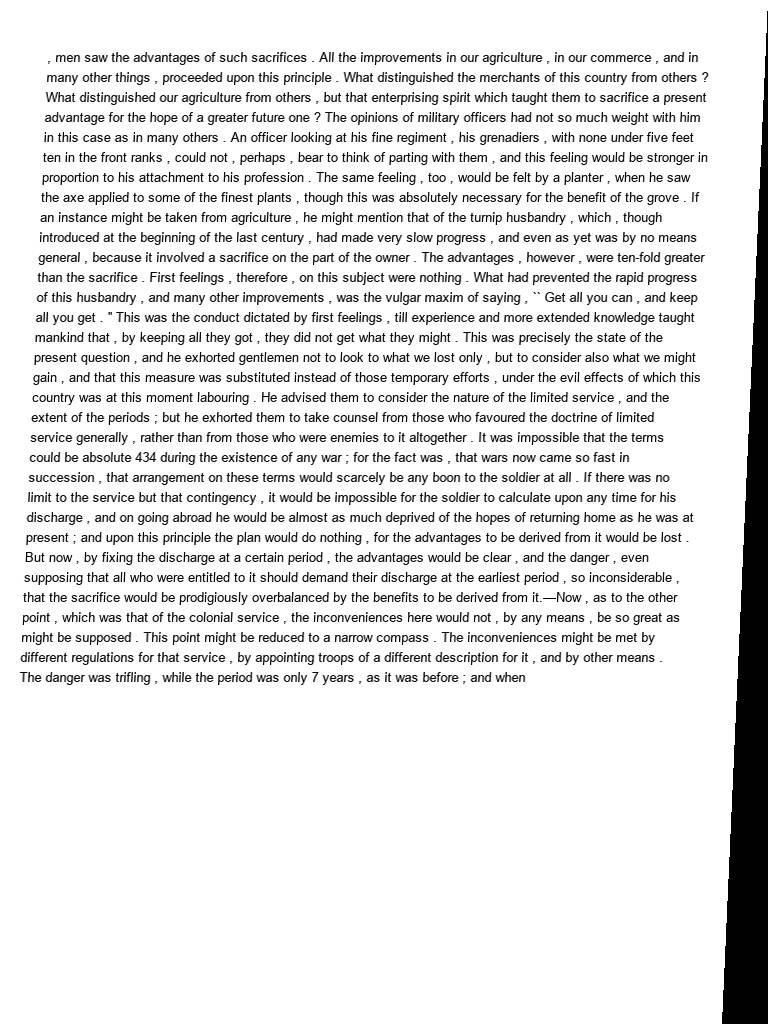 , men saw the advantages of such sacrifices . All the improvements in our agriculture , in our commerce , and in
many other things , proceeded upon this principle . What distinguished the merchants of this country from others ?
What distinguished our agriculture from others , but that enterprising spirit which taught them to sacrifice a present
advantage for the hope of a greater future one ? The opinions of military officers had not so much weight with him
in this case as in many others . An officer looking at his fine regiment , his grenadiers , with none under five feet
ten in the front ranks , could not , perhaps , bear to think of parting with them , and this feeling would be stronger in
proportion to his attachment to his profession . The same feeling , too , would be felt by a planter , when he saw
the axe applied to some of the finest plants , though this was absolutely necessary for the benefit of the grove . If
an instance might be taken from agriculture , he might mention that of the turnip husbandry , which , though
introduced at the beginning of the last century , had made very slow progress , and even as yet was by no means
general , because it involved a sacrifice on the part of the owner . The advantages , however , were ten-fold greater
than the sacrifice . First feelings , therefore , on this subject were nothing . What had prevented the rapid progress
of this husbandry , and many other improvements , was the vulgar maxim of saying , `` Get all you can , and keep
all you get . '' This was the conduct dictated by first feelings , till experience and more extended knowledge taught
mankind that , by keeping all they got , they did not get what they might . This was precisely the state of the
present question , and he exhorted gentlemen not to look to what we lost only , but to consider also what we might
gain , and that this measure was substituted instead of those temporary efforts , under the evil effects of which this
country was at this moment labouring . He advised them to consider the nature of the limited service , and the
extent of the periods ; but he exhorted them to take counsel from those who favoured the doctrine of limited
service generally , rather than from those who were enemies to it altogether . It was impossible that the terms
could be absolute 434 during the existence of any war ; for the fact was , that wars now came so fast in
succession , that arrangement on these terms would scarcely be any boon to the soldier at all . If there was no
limit to the service but that contingency , it would be impossible for the soldier to calculate upon any time for his
discharge , and on going abroad he would be almost as much deprived of the hopes of returning home as he was at
present ; and upon this principle the plan would do nothing , for the advantages to be derived from it would be lost .
But now , by fixing the discharge at a certain period , the advantages would be clear , and the danger , even
supposing that all who were entitled to it should demand their discharge at the earliest period , so inconsiderable ,
that the sacrifice would be prodigiously overbalanced by the benefits to be derived from it.—Now , as to the other
point , which was that of the colonial service , the inconveniences here would not , by any means , be so great as
might be supposed . This point might be reduced to a narrow compass . The inconveniences might be met by
different regulations for that service , by appointing troops of a different description for it , and by other means .
The danger was trifling , while the period was only 7 years , as it was before ; and when